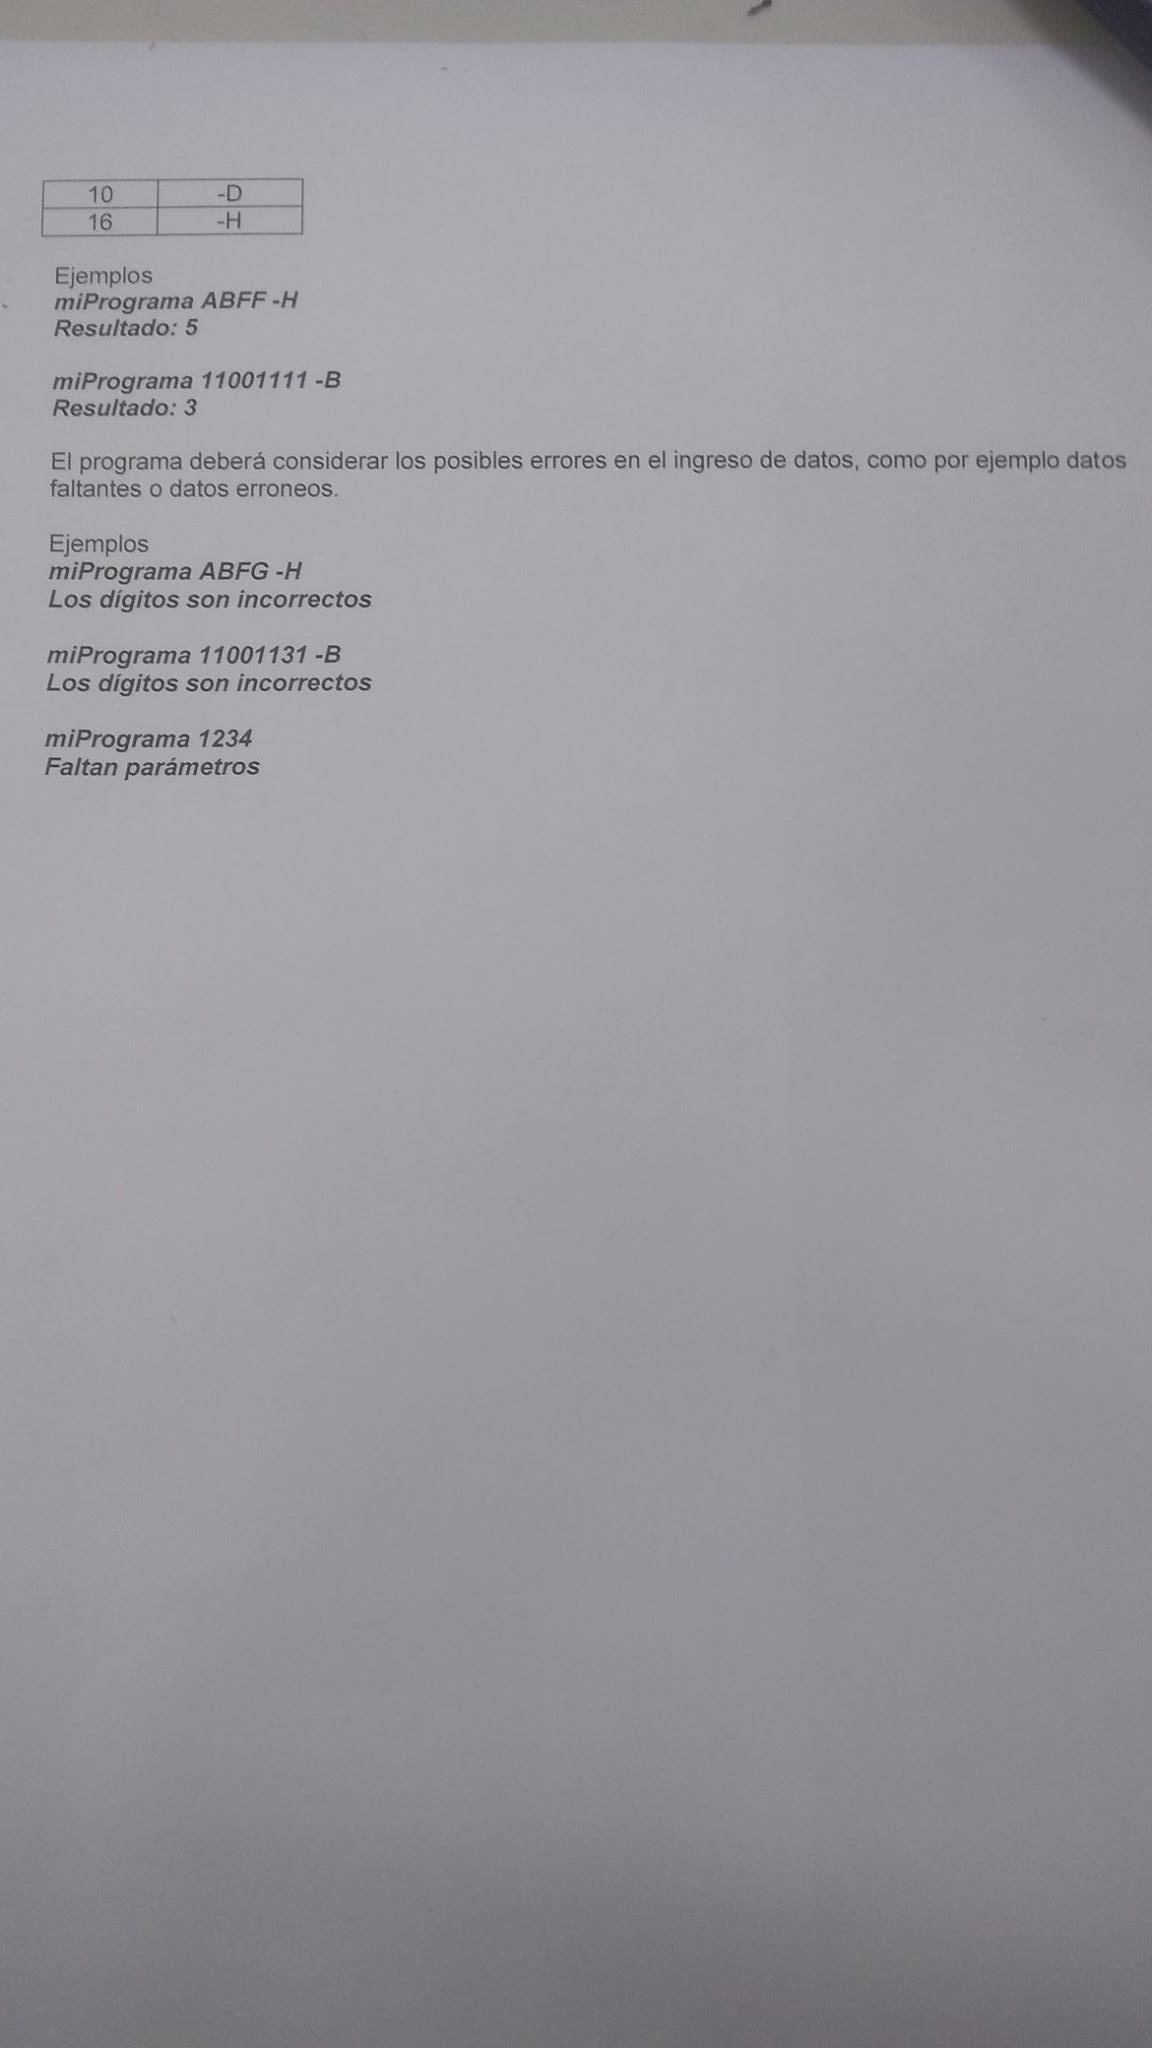 10 -D
16 -H
Ejemplos
miPrograma ABFF -H
Resultado: 5
miPrograma 11001111 -B
Resultado: 3
El programa deberá considerar los posibles errores en el ingreso de datos, como por ejemplo datos
faltantes o datos erroneos.
Ejemplos
miPrograma ABFG -H
Los dígitos son incorrectos
miPrograma 11001131 -B
Los dígitos son incorrectos
miPrograma 1234
Faltan parámetros